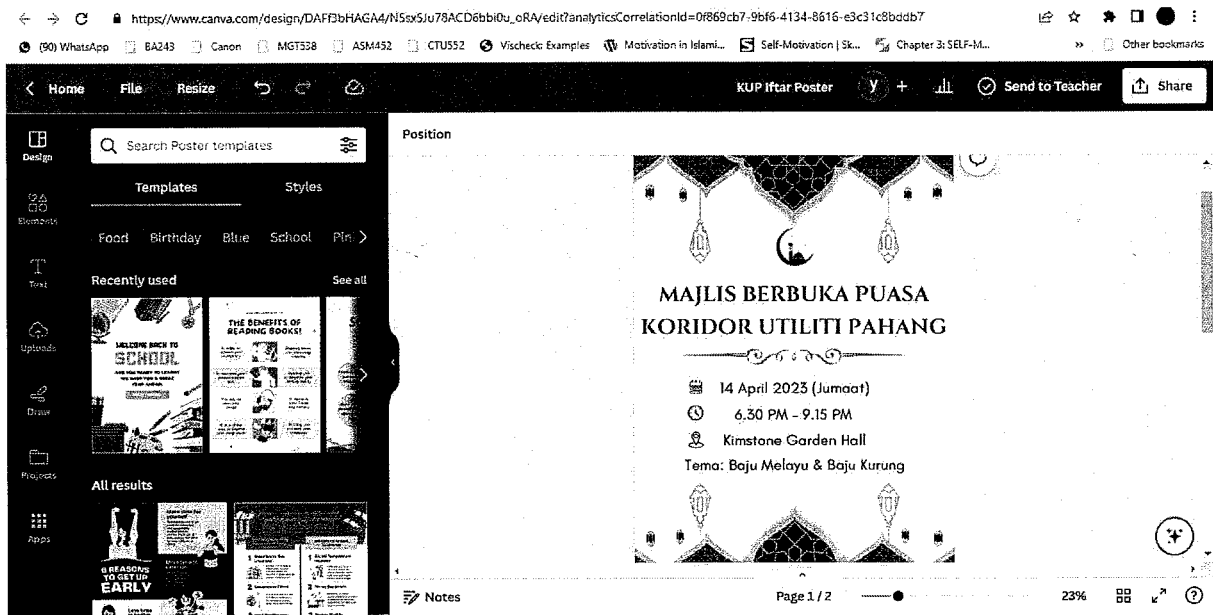 https://www.canva.com/design/DAFf3bHAGA4/N5sxSJu78ACD6bbi0u_oRA/edit?analyticsCorrelationId=0f869cb7-9bf6-4134-8616-e3c31c8bddb7
(90) WhatsApp BA243 Canon MGT538 ASM452 CTU552 Vischeck: Examples Motivation in Islami... Self-Motivation | Sk... Chapter 3: SELF-M... » Other bookmarks
Home File Resize KUP Iftar Poster y + Send to Teacher Share
Design
Search Poster templates
Position
Templates Styles
Elements
Food Birthday Blue School Pin
Text
Recently used See all
WELCOME BACK TO
SCHOOL
THE BENEFITS OF
READING BOOKS!
Uploads
Draw
Projects
All results
Apps
REASONS
TO GET UP
EARLY
MAJLIS BERBUKA PUASA
KORIDOR UTILITI PAHANG
14 April 2023 (Jumaat)
6.30 PM - 9.15 PM
Kimstone Garden Hall
Tema: Baju Melayu & Baju Kurung
Notes Page 1 / 2 23%